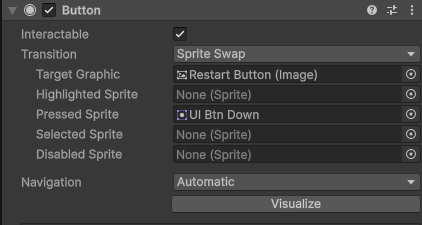 Button
Interactable
Transition Sprite Swap
Target Graphic Restart Button (Image)
Highlighted Sprite None (Sprite)
Pressed Sprite UI Btn Down
Selected Sprite None (Sprite)
Disabled Sprite None (Sprite)
Navigation Automatic
Visualize